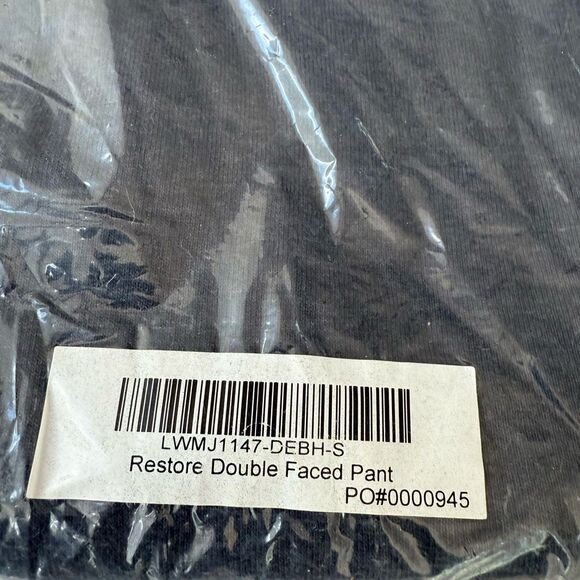 LWMJ1147-DEBH-S
Restore Double Faced Pant
PO#0000945